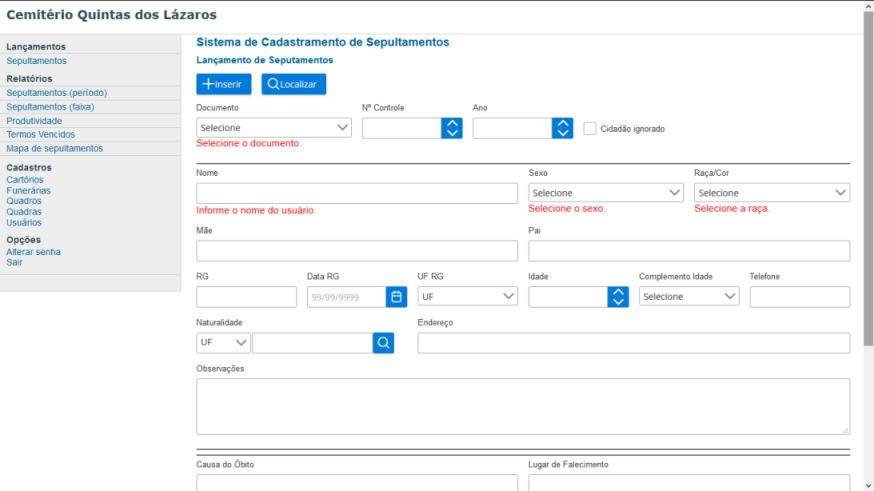 Cemitério Quintas dos Lázaros
Lançamentos
Sepultamentos
Relatórios
Sepultamentos (período)
Sepultamentos (faixa)
Produtividade
Termos Vencidos
Mapa de sepultamentos
Cadastros
Cartórios
Funerárias
Quadros
Quadras
Usuários
Opções
Alterar senha
Sair
Sistema de Cadastramento de Sepultamentos
Lançamento de Seputamentos
Inserir Localizar
Documento Nº Controle Ano
Selecione Cidadão ignorado
Selecione o documento.
Nome Sexo Raça/Cor
Selecione Selecione
Informe o nome do usuário. Selecione o sexo. Selecione a raça.
Mãe Pai
RG Data RG UF RG Idade Complemento Idade Telefone
99/99/9999 UF Selecione
Naturalidade Endereço
UF
Observações
Causa do Óbito Lugar de Falecimento